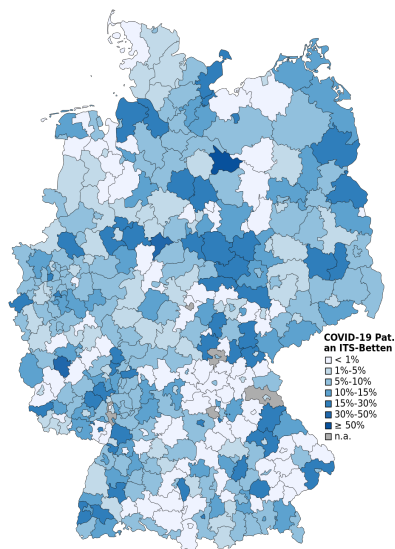 COVID-19 Pat.
an ITS-Betten
< 1%
1%-5%
5%-10%
10%-15%
15%-30%
30%-50%
≥ 50%
n.a.